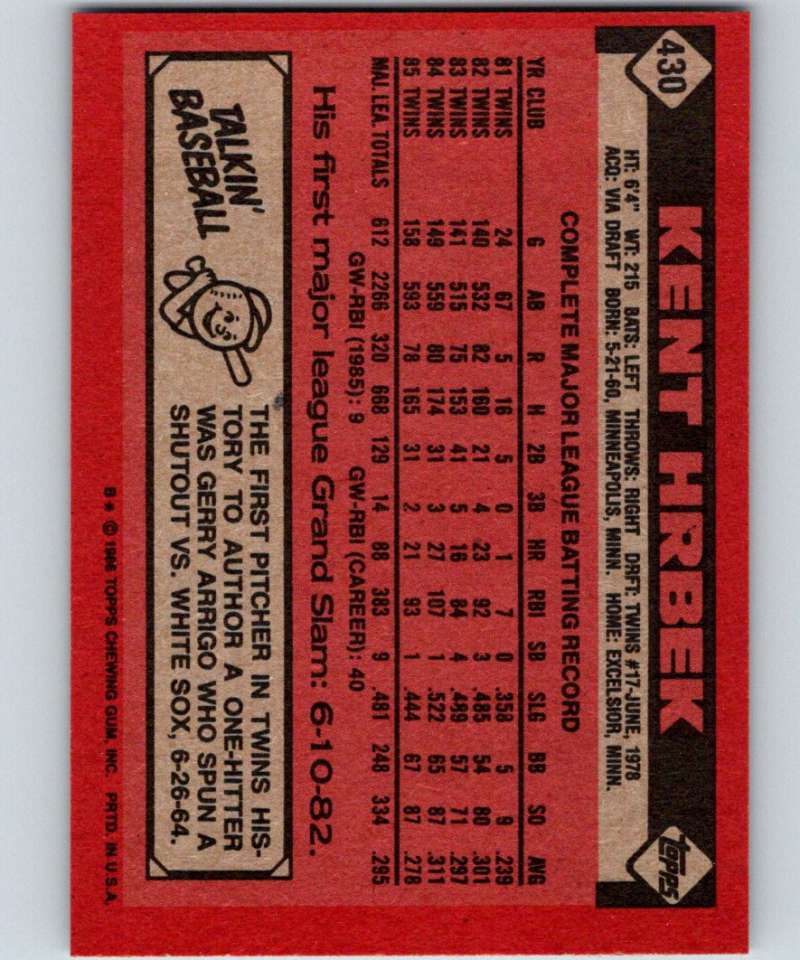 430
KENT HRBEK
topps
HT: 6'4" WT: 215 BATS: LEFT THROWS: RIGHT DRFT: TWINS #17-JUNE, 1978
ACQ: VIA DRAFT BORN: 5-21-60, MINNEAPOLIS, MINN. HOME: EXCELSIOR, MINN.
COMPLETE MAJOR LEAGUE BATTING RECORD
YR CLUB G AB R H 2B 3B HR RBI SB SLG BB SO AVG
81 TWINS 24 67 5 16 5 0 1 7 0 .358 5 9 .239
82 TWINS 140 532 82 160 21 4 23 92 3 .485 54 80 .301
83 TWINS 141 515 75 153 41 5 16 84 4 .489 57 71 .297
84 TWINS 149 559 80 174 31 3 27 107 1 .522 65 87 .311
85 TWINS 158 593 78 165 31 2 21 93 1 .444 67 87 .278
MAJ. LEA. TOTALS 612 2266 320 668 129 14 88 383 9 .481 248 334 .295
GW-RBI (1985): 9 GW-RBI (CAREER): 40
His first major league Grand Slam: 6-10-82.
TALKIN'
BASEBALL
THE FIRST PITCHER IN TWINS HIS-
TORY TO AUTHOR A ONE-HITTER
WAS GERRY ARRIGO WHO SPUN A
SHUTOUT VS. WHITE SOX, 6-26-64.
B* © 1986 TOPPS CHEWING GUM, INC. PRTD. IN U.S.A.